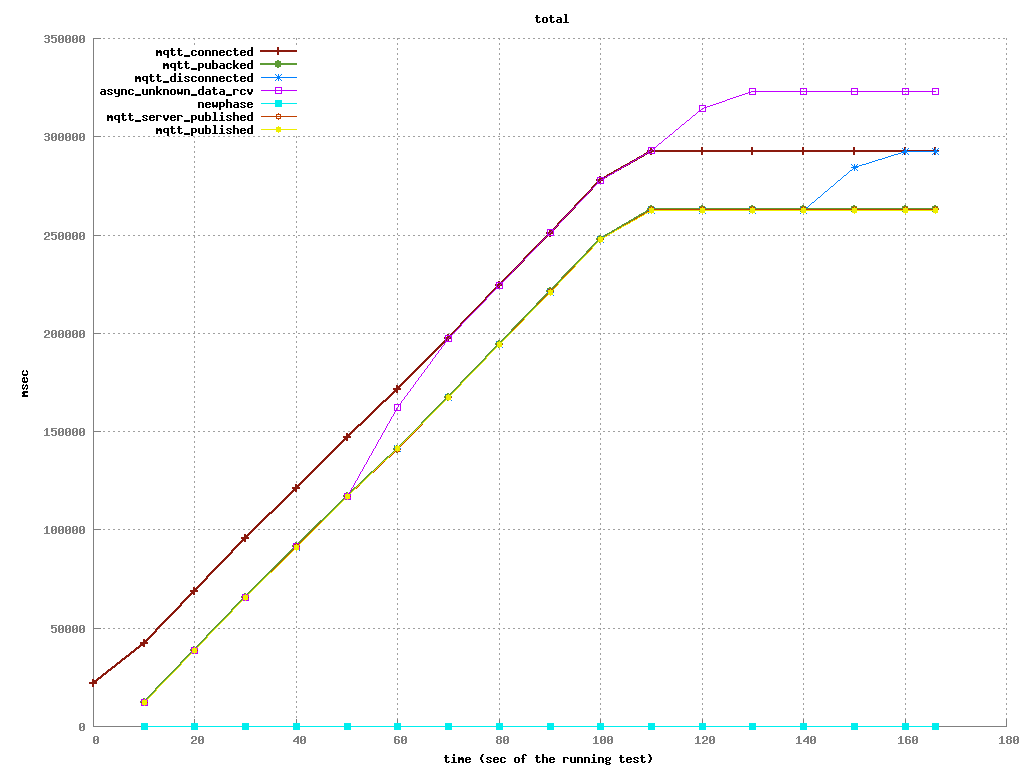 total
350000
300000
250000
200000
150000
100000
50000
0
msec
mqtt_connected
mqtt_pubacked
mqtt_disconnected
async_unknown_data_rcv
newphase
mqtt_server_published
mqtt_published
0 20 40 60 80 100 120 140 160 180
time (sec of the running test)